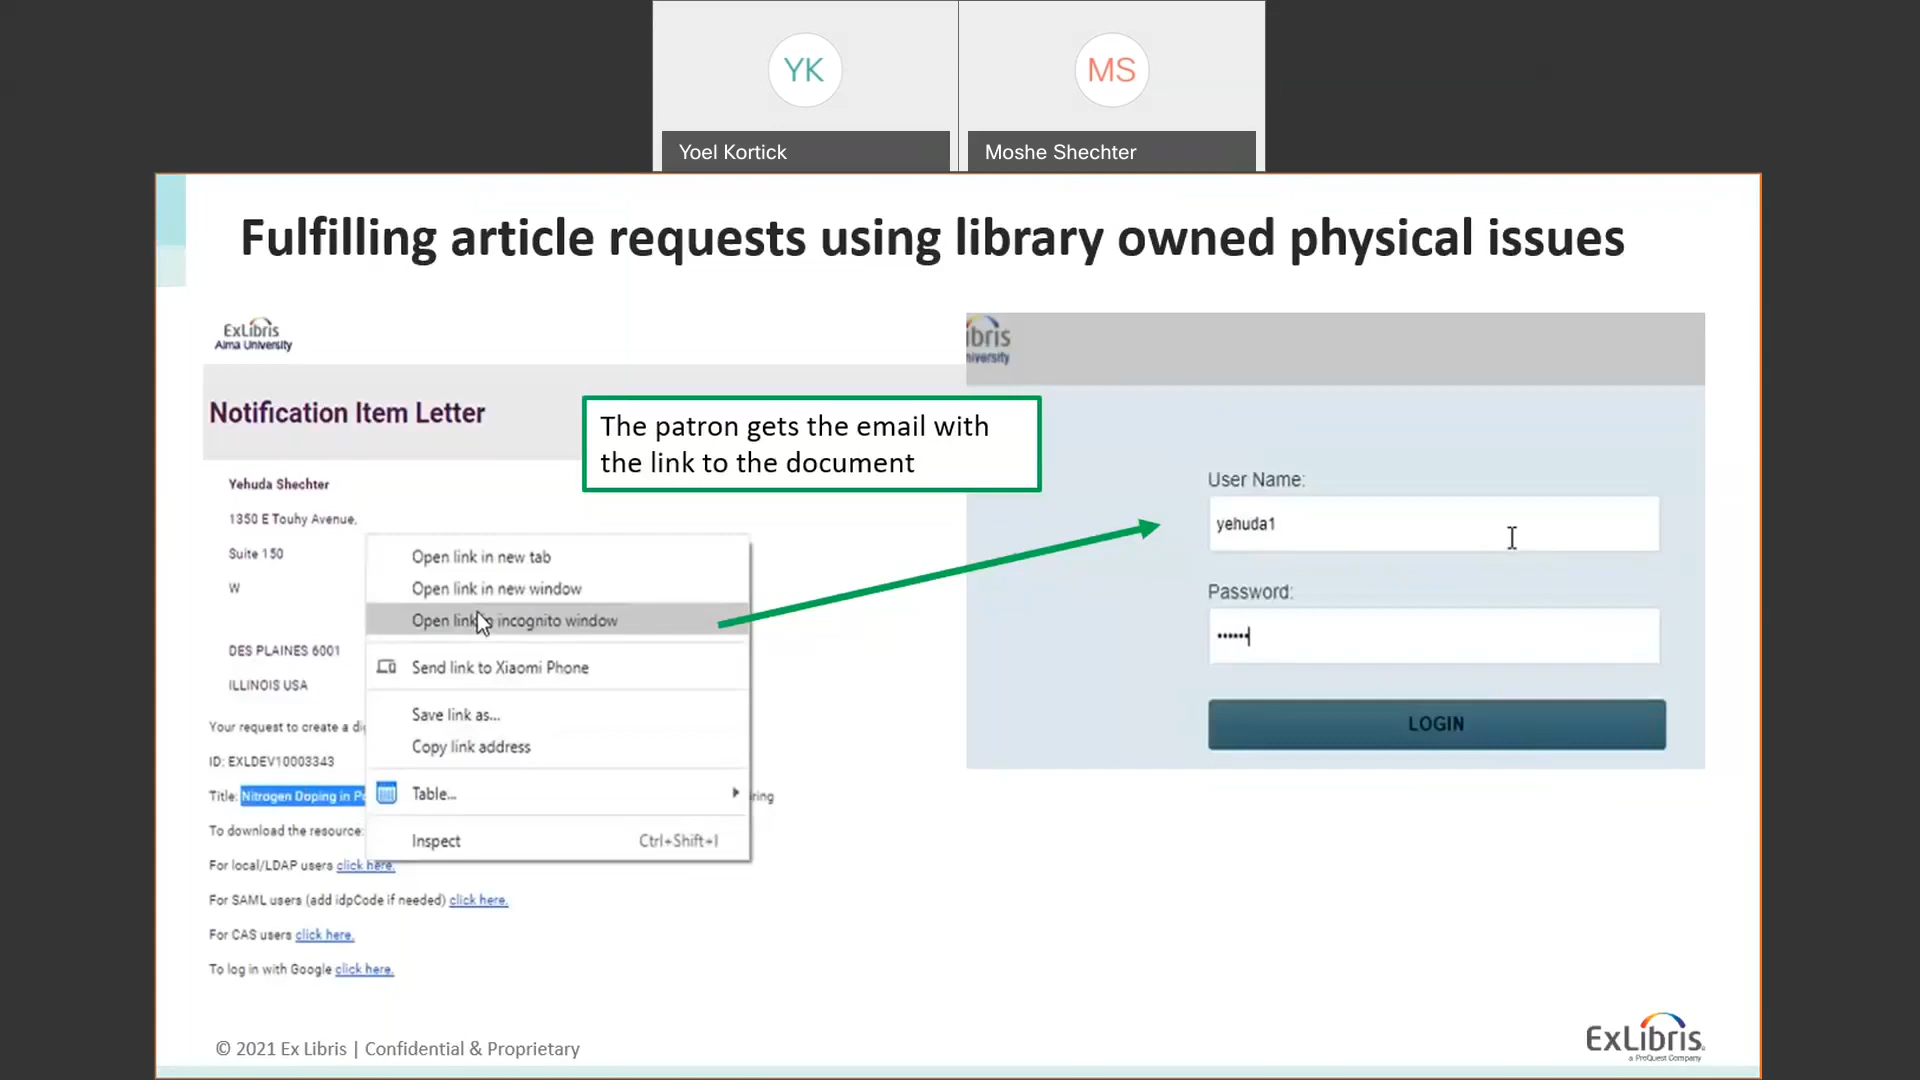 YK
MS
Yoel Kortick
Moshe Shechter
Fulfilling article requests using library owned physical issues
ExLibris
Alma University
Notification Item Letter
The patron gets the email with
the link to the document
Yehuda Shechter
1350 E Touhy Avenue,
Suite 150
W
DES PLAINES 6001
ILLINOIS USA
Your request to create a
ID: EXLDEV10003343
Title: Nitrogen Doping in
To download the resource:
For local/LDAP users click here.
For SAML users (add idpCode if needed) click here.
For CAS users click here.
To log in with Google click here.
Open link in new tab
Open link in new window
Open link incognito window
Send link to Xiaomi Phone
Save link as...
Copy link address
Table...
Inspect Ctrl+Shift+I
ibris
niversity
User Name:
yehuda1
Password:
••••••
LOGIN
© 2021 Ex Libris | Confidential & Proprietary
ExLibris
a ProQuest Company